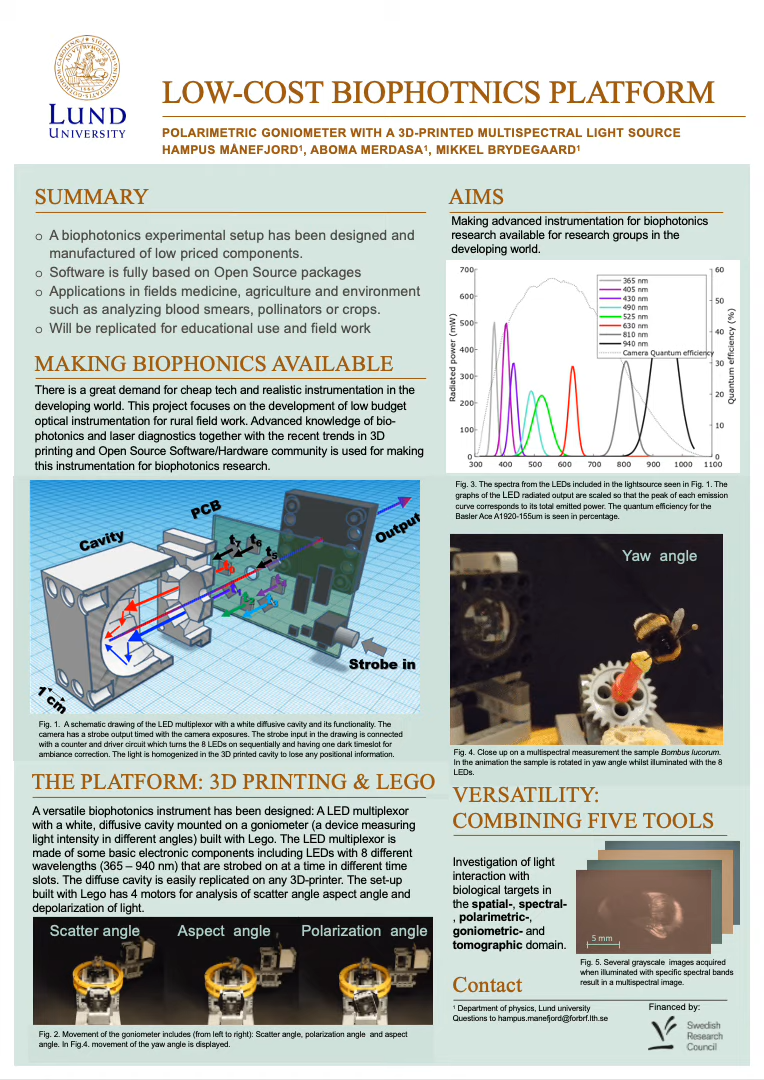 LUND
UNIVERSITY
LOW-COST BIOPHOTNICS PLATFORM
POLARIMETRIC GONIOMETER WITH A 3D-PRINTED MULTISPECTRAL LIGHT SOURCE
HAMPUS MÅNEFJORD¹, ABOMA MERDASA¹, MIKKEL BRYDEGAARD¹
SUMMARY
o A biophotonics experimental setup has been designed and
manufactured of low priced components.
o Software is fully based on Open Source packages
o Applications in fields medicine, agriculture and environment
such as analyzing blood smears, pollinators or crops.
o Will be replicated for educational use and field work
MAKING BIOPHONICS AVAILABLE
There is a great demand for cheap tech and realistic instrumentation in the
developing world. This project focuses on the development of low budget
optical instrumentation for rural field work. Advanced knowledge of bio-
photonics and laser diagnostics together with the recent trends in 3D
printing and Open Source Software/Hardware community is used for making
this instrumentation for biophotonics research.
Cavity
PCB
Output
t₇
t₆
t₅
t₀
t₁
t₂
t₃
t₄
Strobe in
1 cm
Fig. 1. A schematic drawing of the LED multiplexor with a white diffusive cavity and its functionality. The
camera has a strobe output timed with the camera exposures. The strobe input in the drawing is connected
with a counter and driver circuit which turns the 8 LEDs on sequentially and having one dark timeslot for
ambiance correction. The light is homogenized in the 3D printed cavity to lose any positional information.
THE PLATFORM: 3D PRINTING & LEGO
A versatile biophotonics instrument has been designed: A LED multiplexor
with a white, diffusive cavity mounted on a goniometer (a device measuring
light intensity in different angles) built with Lego. The LED multiplexor is
made of some basic electronic components including LEDs with 8 different
wavelengths (365 – 940 nm) that are strobed on at a time in different time
slots. The diffuse cavity is easily replicated on any 3D-printer. The set-up
built with Lego has 4 motors for analysis of scatter angle aspect angle and
depolarization of light.
Scatter angle
Aspect angle
Polarization angle
Fig. 2. Movement of the goniometer includes (from left to right): Scatter angle, polarization angle and aspect
angle. In Fig.4. movement of the yaw angle is displayed.
AIMS
Making advanced instrumentation for biophotonics
research available for research groups in the
developing world.
Radiated power (mW)
700
600
500
400
300
200
100
0
300 400 500 600 700 800 900 1000 1100
365 nm
405 nm
430 nm
490 nm
525 nm
630 nm
810 nm
940 nm
Camera Quantum efficiency
60
50
40
30
20
10
0
Quantum efficiency (%)
Fig. 3. The spectra from the LEDs included in the lightsource seen in Fig. 1. The
graphs of the LED radiated output are scaled so that the peak of each emission
curve corresponds to its total emitted power. The quantum efficiency for the
Basler Ace A1920-155um is seen in percentage.
Yaw angle
Fig. 4. Close up on a multispectral measurement the sample Bombus lucorum.
In the animation the sample is rotated in yaw angle whilst illuminated with the 8
LEDs.
VERSATILITY:
COMBINING FIVE TOOLS
Investigation of light
interaction with
biological targets in
the spatial-, spectral-
, polarimetric-,
goniometric- and
tomographic domain.
5 mm
Fig. 5. Several grayscale images acquired
when illuminated with specific spectral bands
result in a multispectral image.
Contact
¹ Department of physics, Lund university
Questions to hampus.manefjord@forbrf.lth.se
Financed by:
Swedish
Research
Council